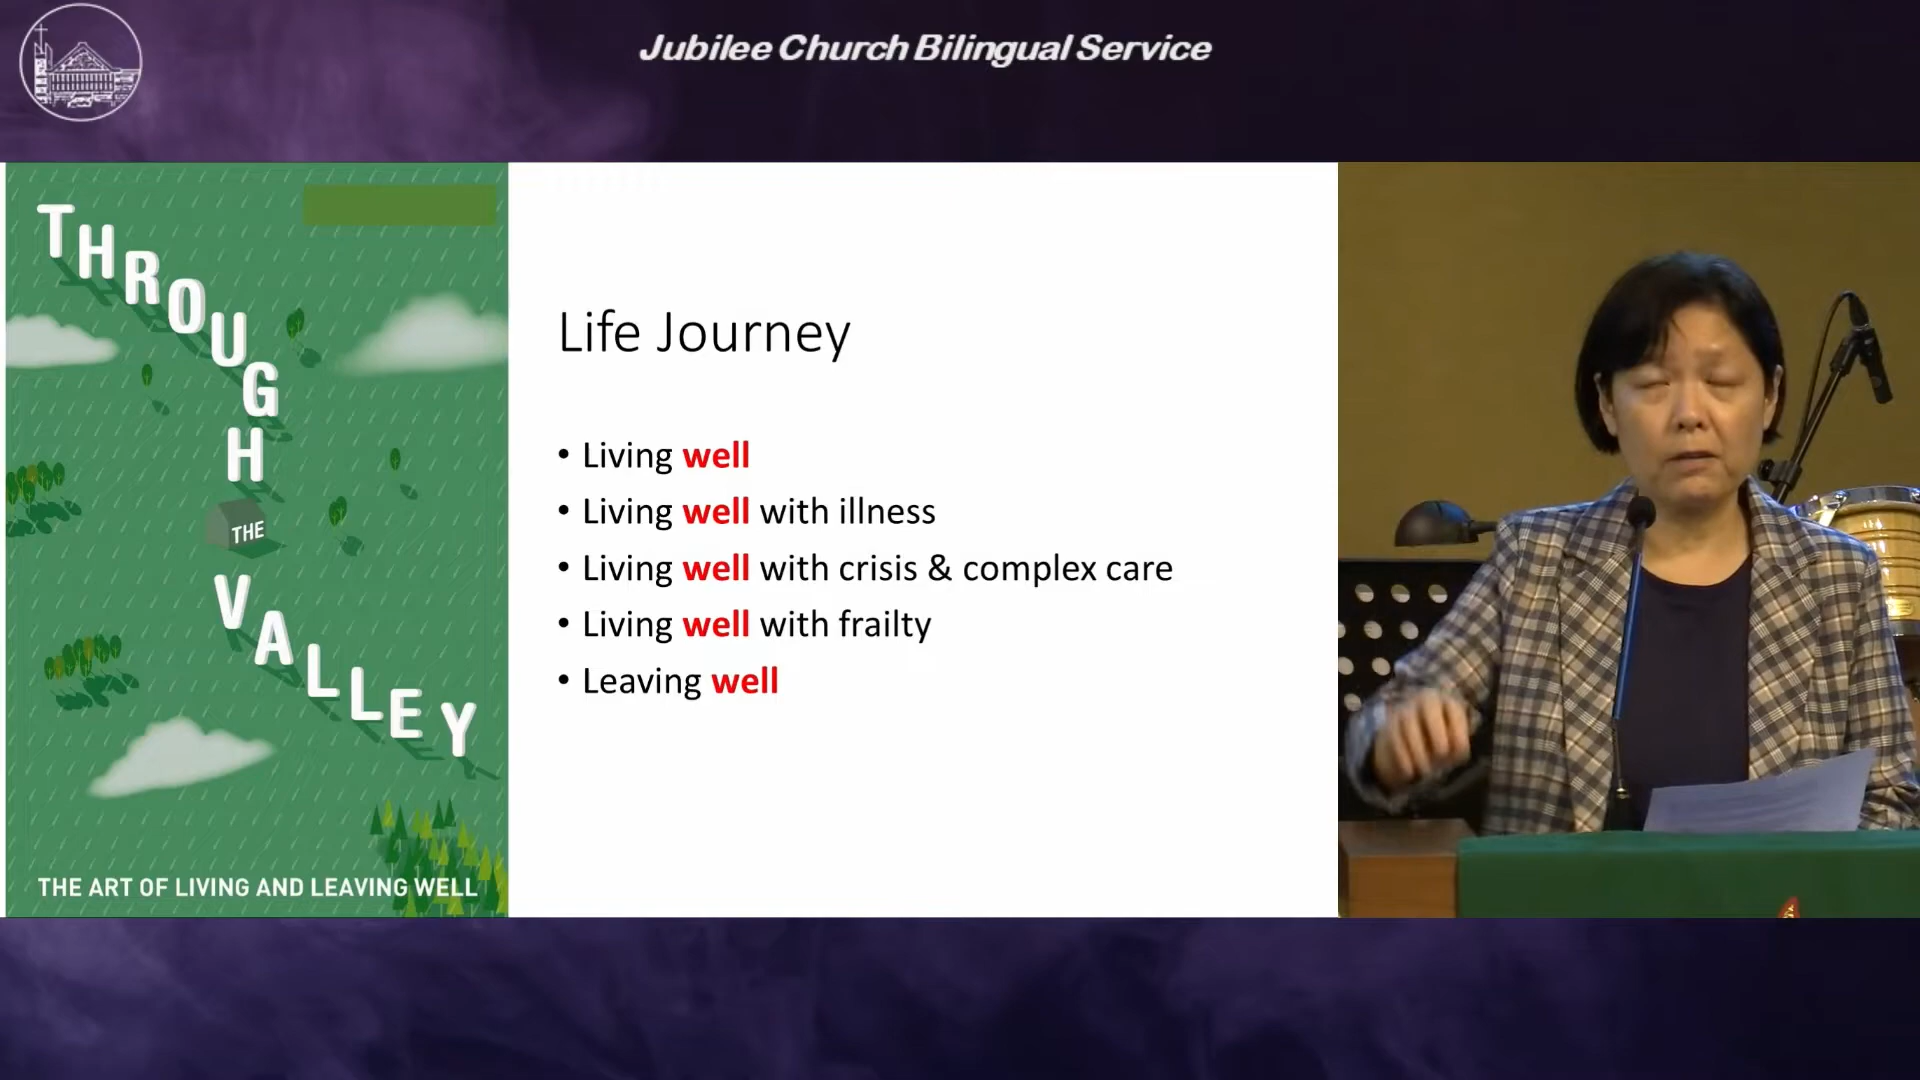 Jubilee Church Bilingual Service
THROUGH
THE
VALLEY
THE ART OF LIVING AND LEAVING WELL
Life Journey
• Living well
• Living well with illness
• Living well with crisis & complex care
• Living well with frailty
• Leaving well